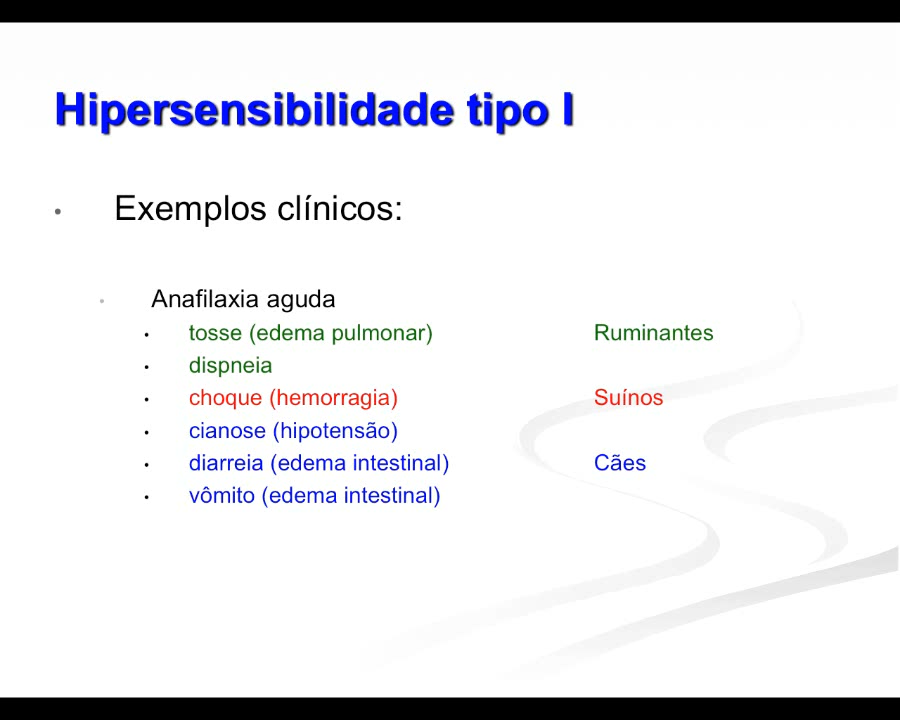 Hipersensibilidade tipo I
• Exemplos clínicos:
• Anafilaxia aguda
• tosse (edema pulmonar) Ruminantes
• dispneia
• choque (hemorragia) Suínos
• cianose (hipotensão)
• diarreia (edema intestinal) Cães
• vômito (edema intestinal)